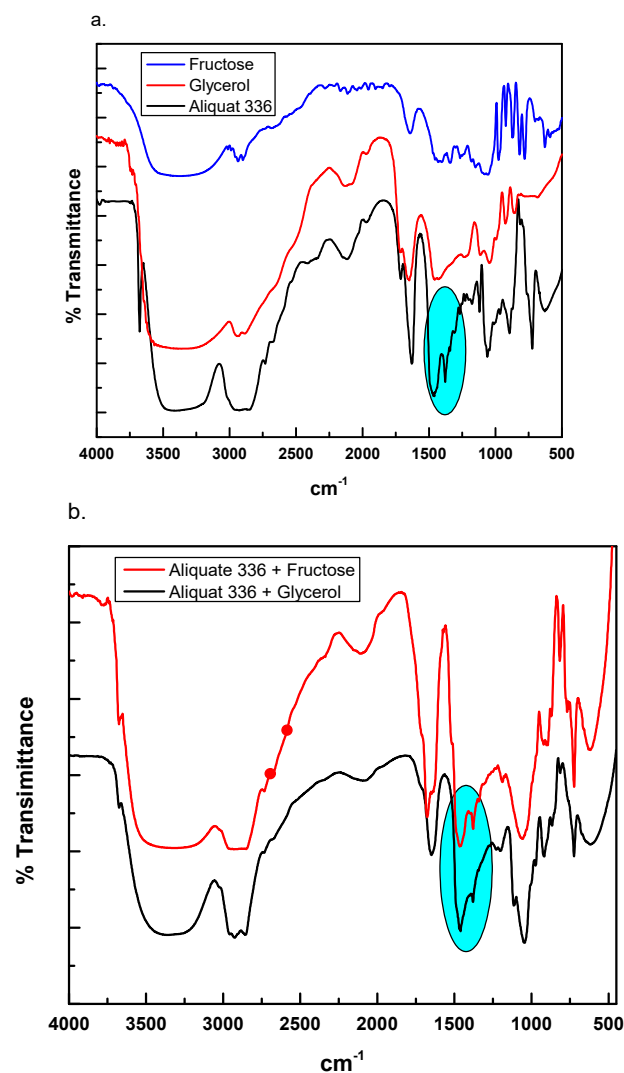 a.
Fructose
Glycerol
Aliquat 336
% Transmittance
4000 3500 3000 2500 2000 1500 1000 500
cm-1
b.
Aliquate 336 + Fructose
Aliquat 336 + Glycerol
% Transimittance
4000 3500 3000 2500 2000 1500 1000 500
cm-1